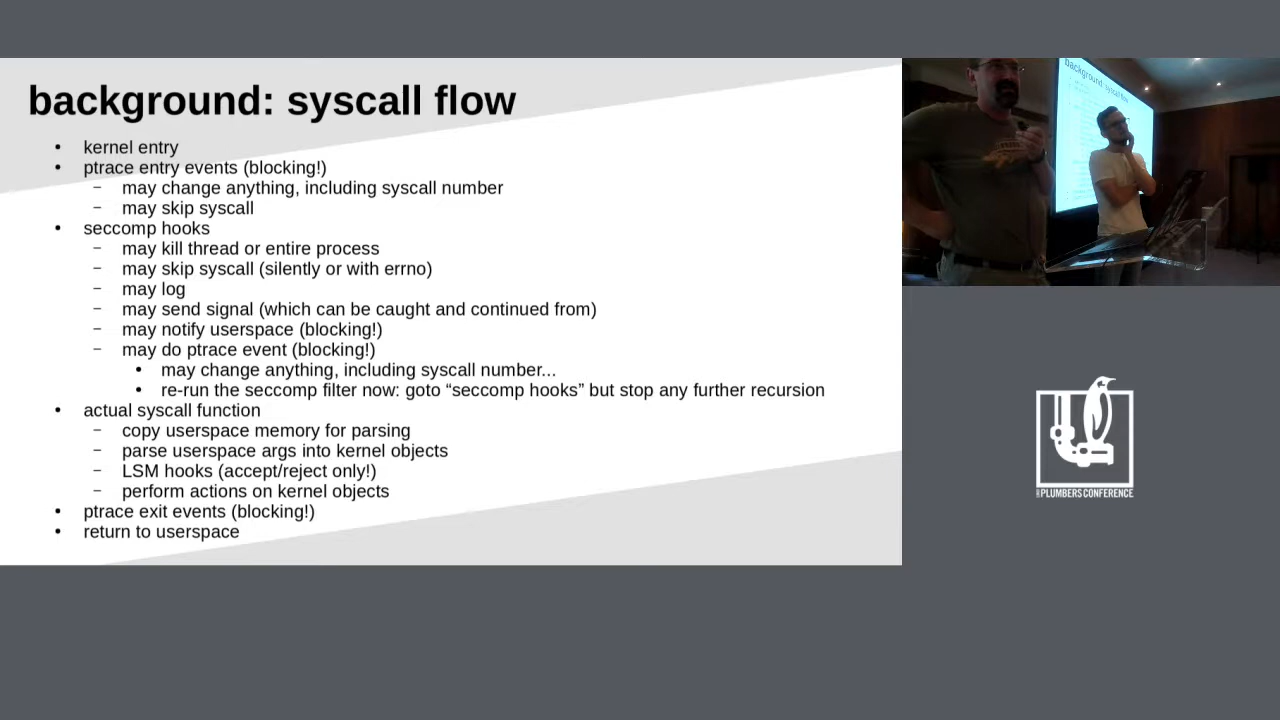 background: syscall flow
• kernel entry
• ptrace entry events (blocking!)
– may change anything, including syscall number
– may skip syscall
• seccomp hooks
– may kill thread or entire process
– may skip syscall (silently or with errno)
– may log
– may send signal (which can be caught and continued from)
– may notify userspace (blocking!)
– may do ptrace event (blocking!)
• may change anything, including syscall number...
• re-run the seccomp filter now: goto “seccomp hooks” but stop any further recursion
• actual syscall function
– copy userspace memory for parsing
– parse userspace args into kernel objects
– LSM hooks (accept/reject only!)
– perform actions on kernel objects
• ptrace exit events (blocking!)
• return to userspace
background: syscall flow
PLUMBERS CONFERENCE